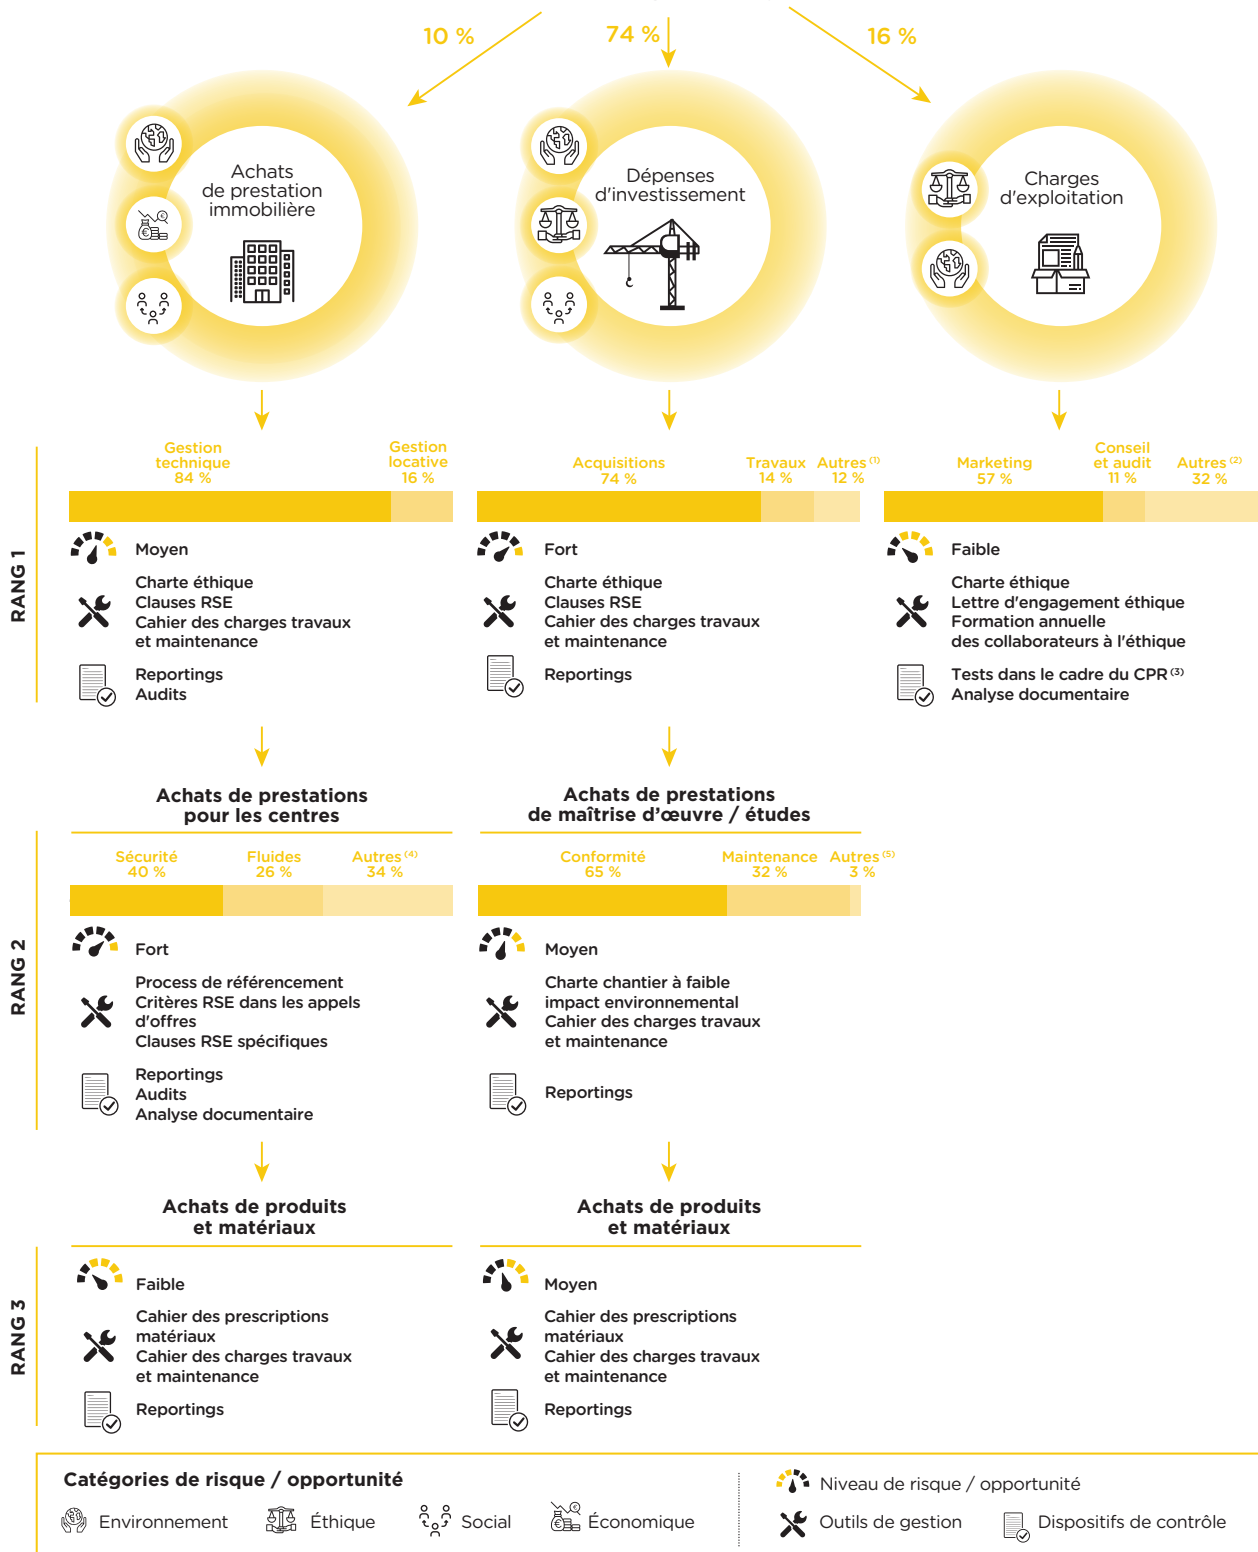 10 %
74 %
16 %
Achats
de prestation
immobilière
Dépenses
d'investissement
Charges
d'exploitation
RANG 1
Gestion
technique
84 %
Gestion
locative
16 %
Moyen
Charte éthique
Clauses RSE
Cahier des charges travaux
et maintenance
Reportings
Audits
Acquisitions
74 %
Travaux
14 %
Autres (1)
12 %
Fort
Charte éthique
Clauses RSE
Cahier des charges travaux
et maintenance
Reportings
Marketing
57 %
Conseil
et audit
11 %
Autres (2)
32 %
Faible
Charte éthique
Lettre d'engagement éthique
Formation annuelle
des collaborateurs à l'éthique
Tests dans le cadre du CPR (3)
Analyse documentaire
RANG 2
Achats de prestations
pour les centres
Sécurité
40 %
Fluides
26 %
Autres (4)
34 %
Fort
Process de référencement
Critères RSE dans les appels
d'offres
Clauses RSE spécifiques
Reportings
Audits
Analyse documentaire
Achats de prestations
de maîtrise d'œuvre / études
Conformité
65 %
Maintenance
32 %
Autres (5)
3 %
Moyen
Charte chantier à faible
impact environnemental
Cahier des charges travaux
et maintenance
Reportings
RANG 3
Achats de produits
et matériaux
Faible
Cahier des prescriptions
matériaux
Cahier des charges travaux
et maintenance
Reportings
Achats de produits
et matériaux
Moyen
Cahier des prescriptions
matériaux
Cahier des charges travaux
et maintenance
Reportings
Catégories de risque / opportunité
Environnement
Éthique
Social
Économique
Niveau de risque / opportunité
Outils de gestion
Dispositifs de contrôle